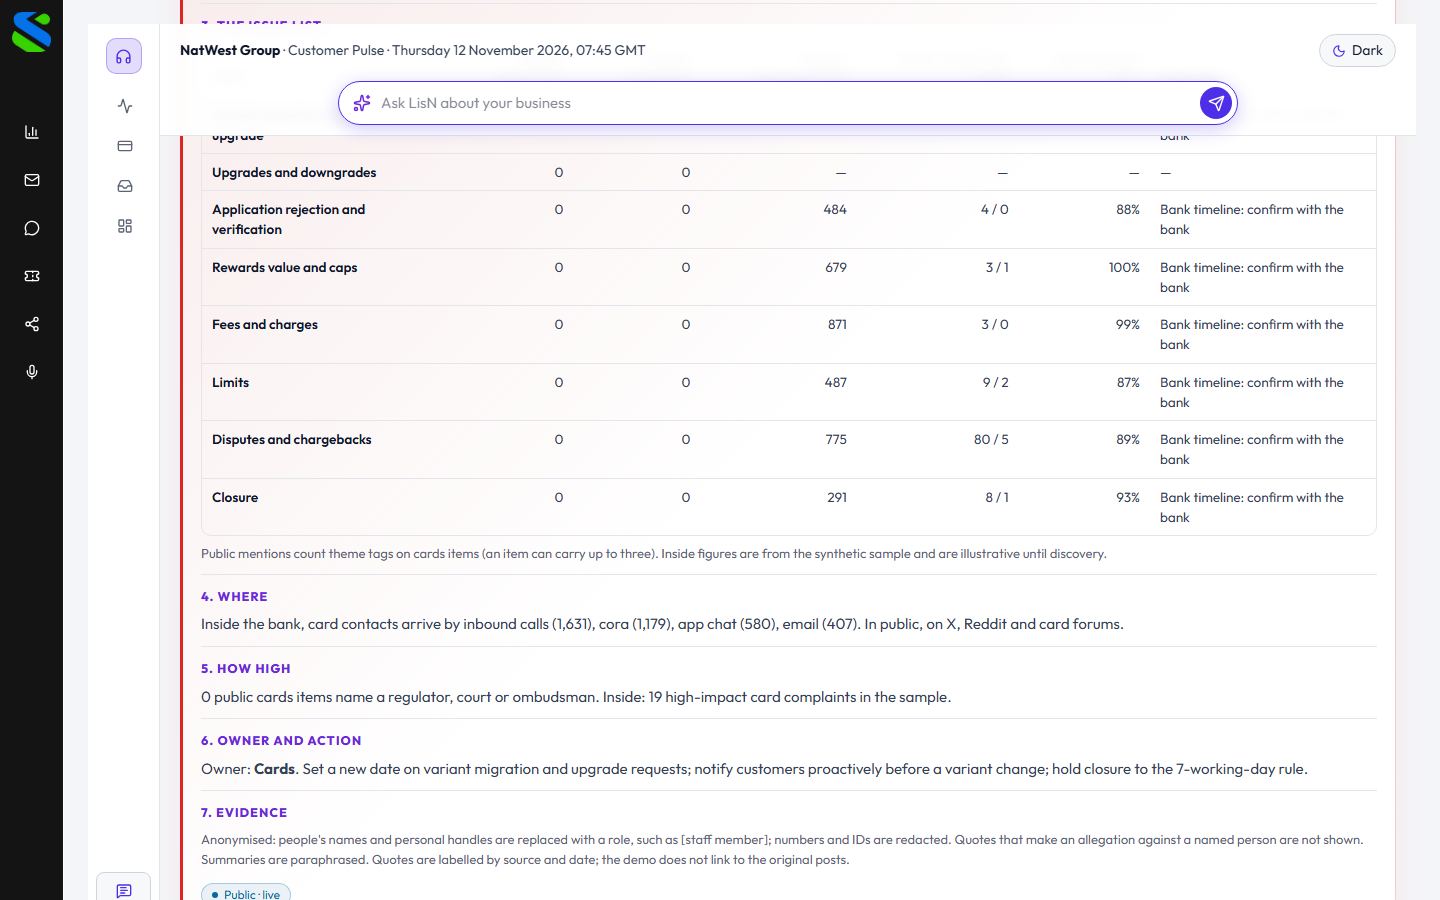 NatWest Group · Customer Pulse · Thursday 12 November 2026, 07:45 GMT
Dark
Ask LisN about your business
upgrade
bank
Upgrades and downgrades 0 0 — — — —
Application rejection and verification 0 0 484 4 / 0 88% Bank timeline: confirm with the bank
Rewards value and caps 0 0 679 3 / 1 100% Bank timeline: confirm with the bank
Fees and charges 0 0 871 3 / 0 99% Bank timeline: confirm with the bank
Limits 0 0 487 9 / 2 87% Bank timeline: confirm with the bank
Disputes and chargebacks 0 0 775 80 / 5 89% Bank timeline: confirm with the bank
Closure 0 0 291 8 / 1 93% Bank timeline: confirm with the bank
Public mentions count theme tags on cards items (an item can carry up to three). Inside figures are from the synthetic sample and are illustrative until discovery.
4. WHERE
Inside the bank, card contacts arrive by inbound calls (1,631), cora (1,179), app chat (580), email (407). In public, on X, Reddit and card forums.
5. HOW HIGH
0 public cards items name a regulator, court or ombudsman. Inside: 19 high-impact card complaints in the sample.
6. OWNER AND ACTION
Owner: Cards. Set a new date on variant migration and upgrade requests; notify customers proactively before a variant change; hold closure to the 7-working-day rule.
7. EVIDENCE
Anonymised: people's names and personal handles are replaced with a role, such as [staff member]; numbers and IDs are redacted. Quotes that make an allegation against a named person are not shown.
Summaries are paraphrased. Quotes are labelled by source and date; the demo does not link to the original posts.
Public · live